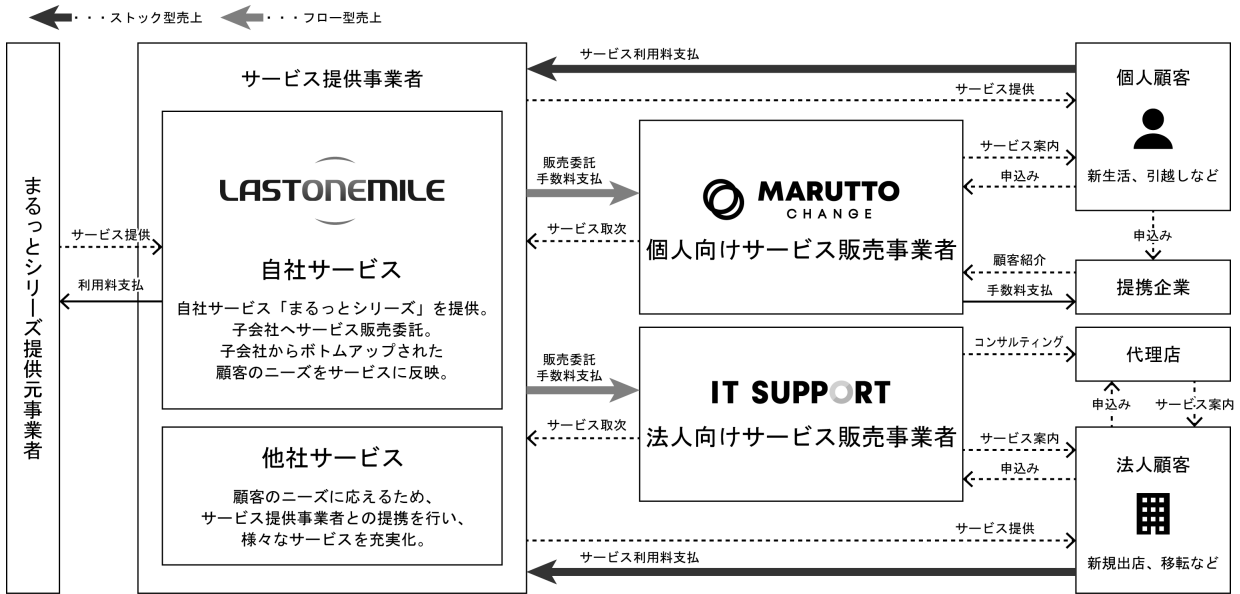 ・・・ストック型売上
・・・フロー型売上
まるっとシリーズ提供元事業者
サービス提供
利用料支払
サービス提供事業者
LASTONEMILE
自社サービス
自社サービス「まるっとシリーズ」を提供。
子会社へサービス販売委託。
子会社からボトムアップされた
顧客のニーズをサービスに反映。
他社サービス
顧客のニーズに応えるため、
サービス提供事業者との提携を行い、
様々なサービスを充実化。
サービス利用料支払
サービス提供
販売委託
手数料支払
サービス取次
MARUTTO
CHANGE
個人向けサービス販売事業者
サービス案内
申込み
個人顧客
新生活、引越しなど
申込み
顧客紹介
手数料支払
提携企業
販売委託
手数料支払
サービス取次
IT SUPPORT
法人向けサービス販売事業者
コンサルティング
代理店
申込み
サービス案内
サービス案内
申込み
法人顧客
新規出店、移転など
サービス提供
サービス利用料支払